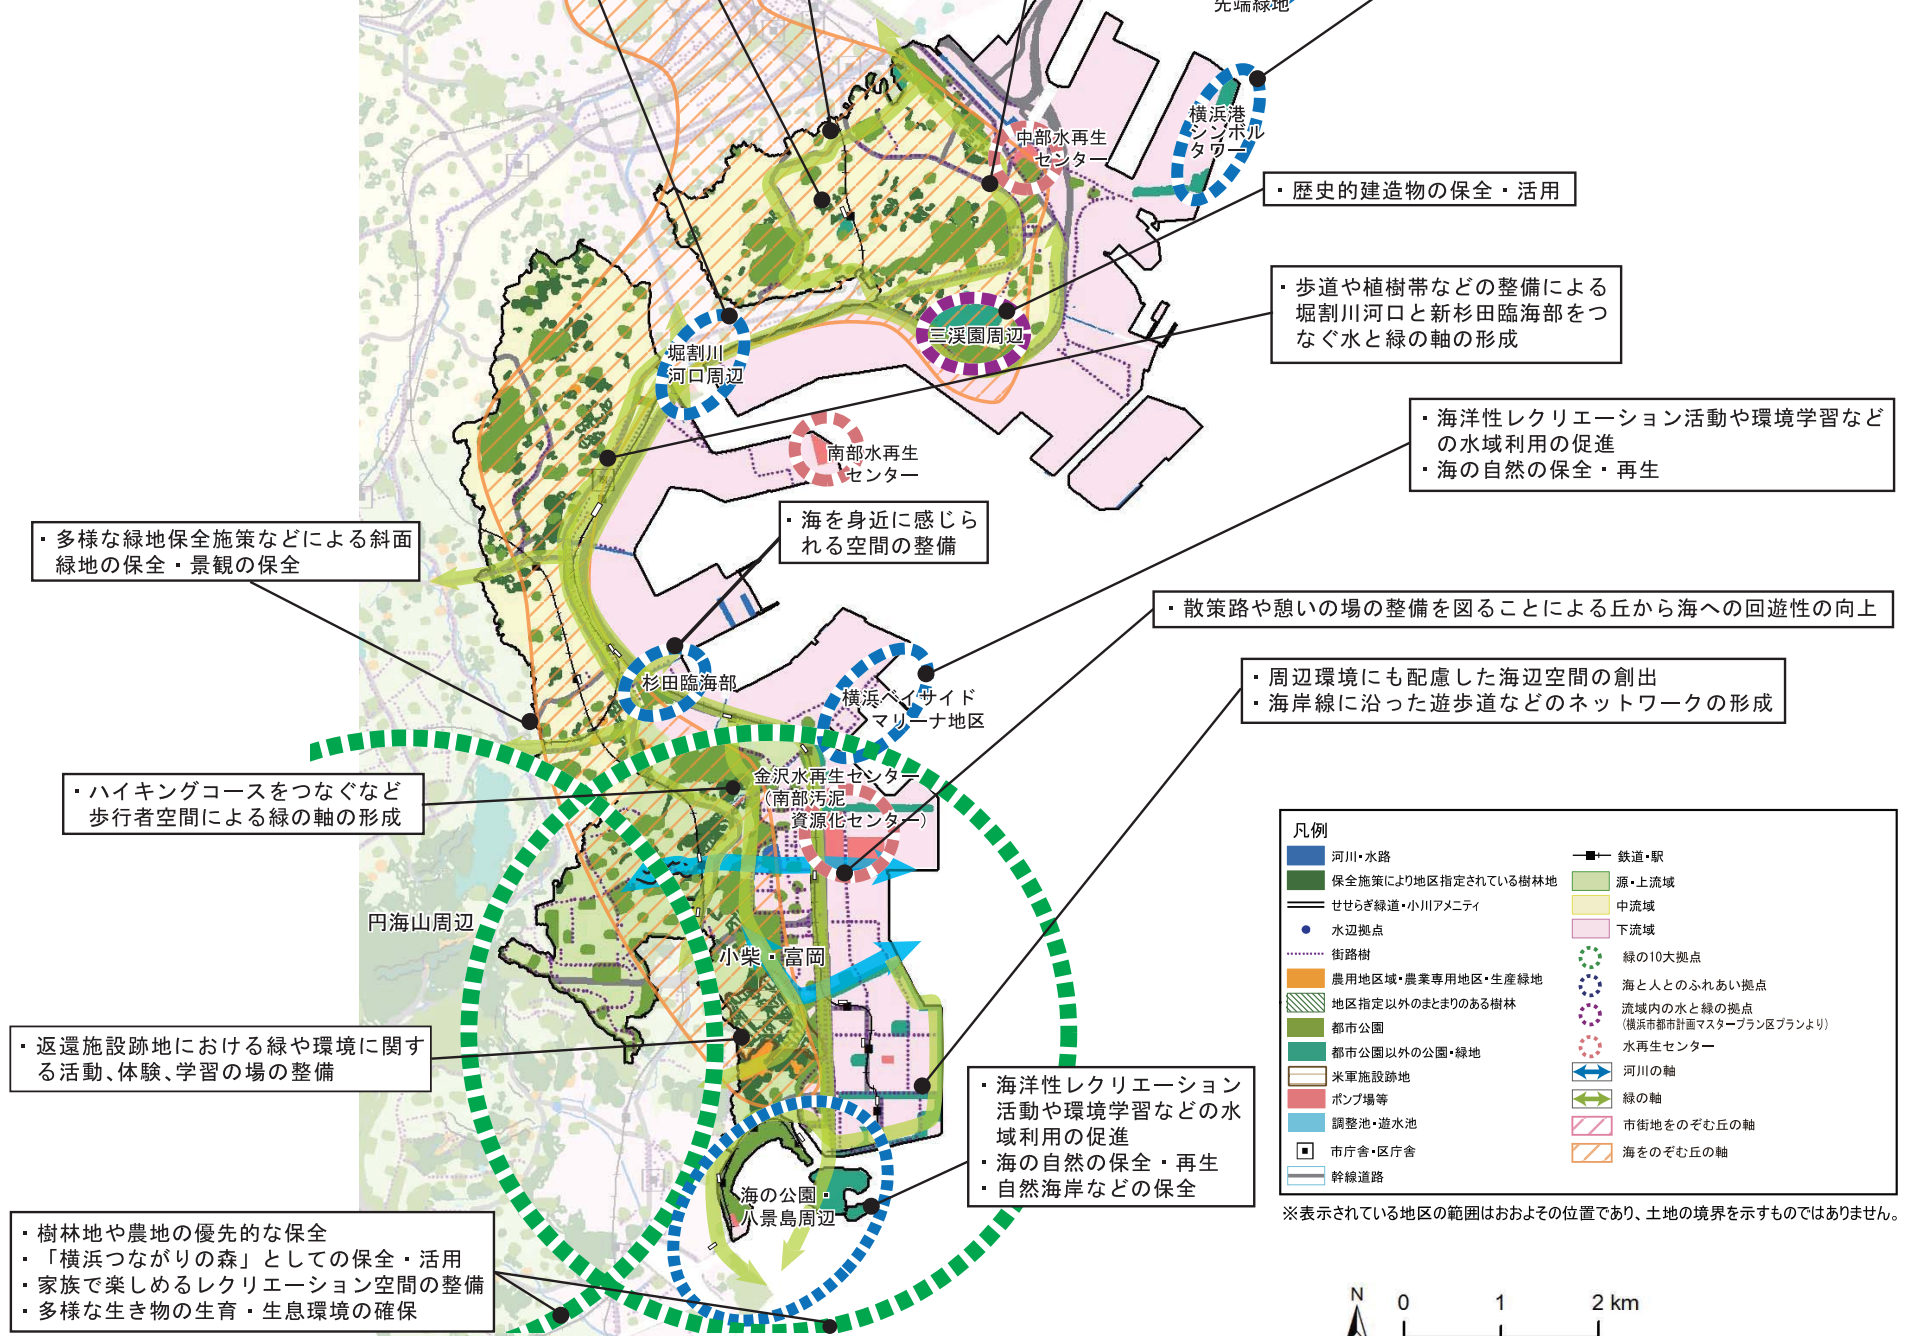 先端緑地
横浜港
シンボル
タワー
中部水再生
センター
・歴史的建造物の保全・活用
・歩道や植樹帯などの整備による
堀割川河口と新杉田臨海部をつ
なぐ水と緑の軸の形成
三溪園周辺
堀割川
河口周辺
・海洋性レクリエーション活動や環境学習など
の水域利用の促進
・海の自然の保全・再生
南部水再生
センター
・海を身近に感じら
れる空間の整備
・多様な緑地保全施策などによる斜面
緑地の保全・景観の保全
・散策路や憩いの場の整備を図ることによる丘から海への回遊性の向上
杉田臨海部
横浜ベイサイド
マリーナ地区
・周辺環境にも配慮した海辺空間の創出
・海岸線に沿った遊歩道などのネットワークの形成
・ハイキングコースをつなぐなど
歩行者空間による緑の軸の形成
金沢水再生センター
(南部汚泥
資源化センター)
円海山周辺
小柴・富岡
・返還施設跡地における緑や環境に関す
る活動、体験、学習の場の整備
・海洋性レクリエーション
活動や環境学習などの水
域利用の促進
・海の自然の保全・再生
・自然海岸などの保全
海の公園・
八景島周辺
・樹林地や農地の優先的な保全
・「横浜つながりの森」としての保全・活用
・家族で楽しめるレクリエーション空間の整備
・多様な生き物の生育・生息環境の確保
凡例
河川・水路
保全施策により地区指定されている樹林地
せせらぎ緑道・小川アメニティ
水辺拠点
街路樹
農用地区域・農業専用地区・生産緑地
地区指定以外のまとまりのある樹林
都市公園
都市公園以外の公園・緑地
米軍施設跡地
ポンプ場等
調整池・遊水池
市庁舎・区庁舎
幹線道路
鉄道・駅
源・上流域
中流域
下流域
緑の10大拠点
海と人とのふれあい拠点
流域内の水と緑の拠点
(横浜市都市計画マスタープラン区プランより)
水再生センター
河川の軸
緑の軸
市街地をのぞむ丘の軸
海をのぞむ丘の軸
※表示されている地区の範囲はおおよその位置であり、土地の境界を示すものではありません。
N
0 1 2 km